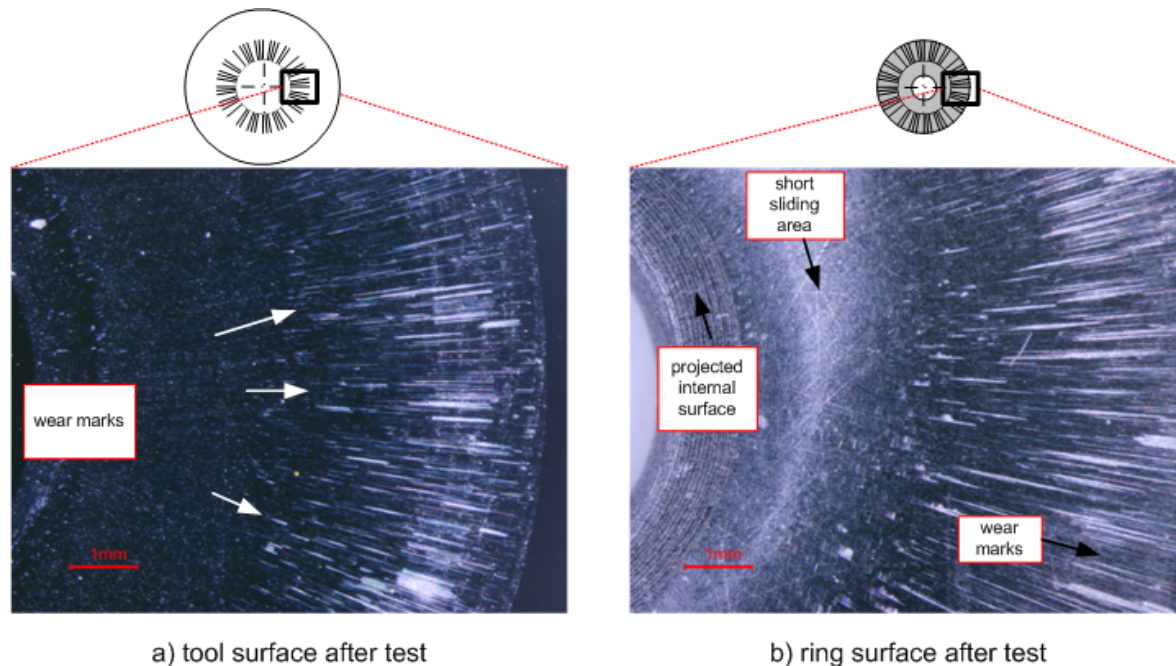 wear marks
1mm
a) tool surface after test
short
sliding
area
projected
internal
surface
wear
marks
1mm
b) ring surface after test